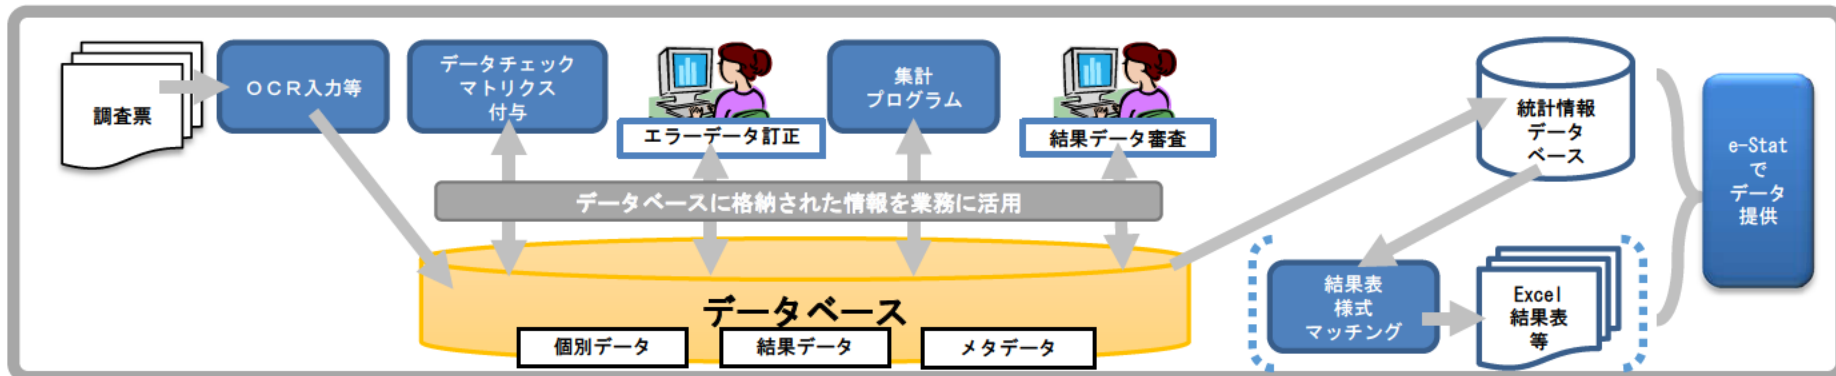 調査票
OCR入力等
データチェック
マトリクス
付与
エラーデータ訂正
集計
プログラム
結果データ審査
データベースに格納された情報を業務に活用
データベース
個別データ
結果データ
メタデータ
統計情報
データ
ベース
結果表
様式
マッチング
Excel
結果表
等
e-Stat
で
データ
提供